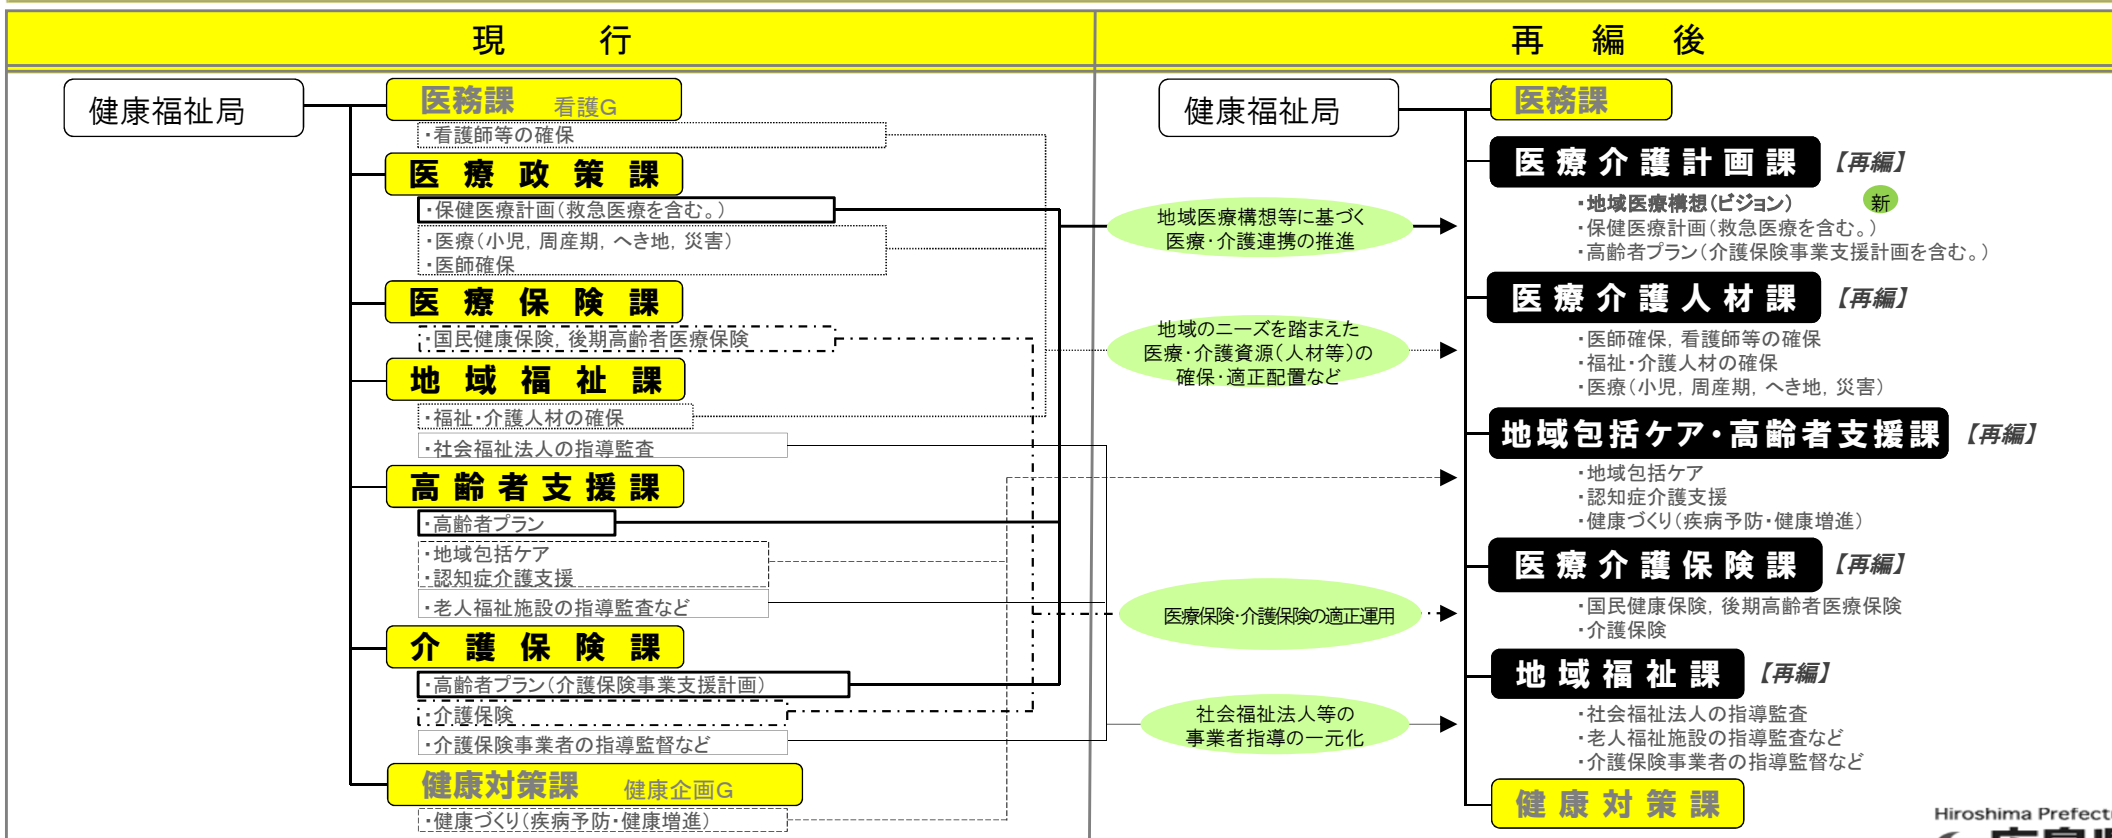 現行
健康福祉局
医務課 看護G
・看護師等の確保
医療政策課
・保健医療計画(救急医療を含む。)
・医療(小児，周産期，へき地，災害)
・医師確保
医療保険課
・国民健康保険，後期高齢者医療保険
地域福祉課
・福祉・介護人材の確保
・社会福祉法人の指導監査
高齢者支援課
・高齢者プラン
・地域包括ケア
・認知症介護支援
・老人福祉施設の指導監査など
介護保険課
・高齢者プラン(介護保険事業支援計画)
・介護保険
・介護保険事業者の指導監督など
健康対策課 健康企画G
・健康づくり(疾病予防・健康増進)
地域医療構想等に基づく
医療・介護連携の推進
地域のニーズを踏まえた
医療・介護資源(人材等)の
確保・適正配置など
医療保険・介護保険の適正運用
社会福祉法人等の
事業者指導の一元化
再編後
健康福祉局
医務課
医療介護計画課 【再編】
・地域医療構想(ビジョン) 新
・保健医療計画(救急医療を含む。)
・高齢者プラン(介護保険事業支援計画を含む。)
医療介護人材課 【再編】
・医師確保，看護師等の確保
・福祉・介護人材の確保
・医療(小児，周産期，へき地，災害)
地域包括ケア・高齢者支援課 【再編】
・地域包括ケア
・認知症介護支援
・健康づくり(疾病予防・健康増進)
医療介護保険課 【再編】
・国民健康保険，後期高齢者医療保険
・介護保険
地域福祉課 【再編】
・社会福祉法人の指導監査
・老人福祉施設の指導監査など
・介護保険事業者の指導監督など
健康対策課
Hiroshima Prefect